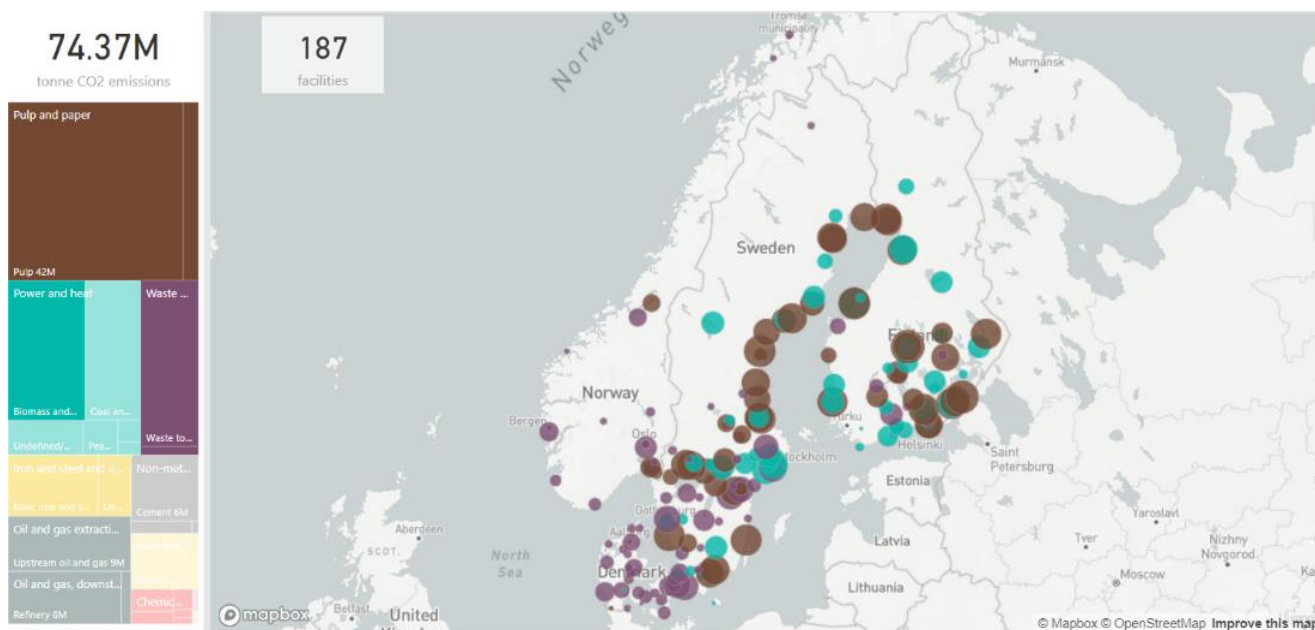 74.37M
tonne CO2 emissions
187
facilities
Pulp and paper
Pulp 42M
Power and heat
Waste ...
Biomass and...
Coal an...
Waste to...
Undefined/...
Pea...
Iron and steel and o...
Non-met...
Cement 6M
Oil and gas extracti...
Upstream oil and gas 9M
Oil and gas, downst...
Refinery 8M
Chemic...
Norweg
Tromsø
municipality
Murmansk
Sweden
Norway
Bergen
Oslo
Turku
Helsinki
Saint
Petersburg
Stockholm
Estonia
Aberdeen
SCOT.
North
Sea
Denmark
Latvia
Lithuania
Yaroslavl
Tver
Nizhny
Novgorod
Moscow
Kazan
Belfast
United
mapbox
© Mapbox © OpenStreetMap Improve this map